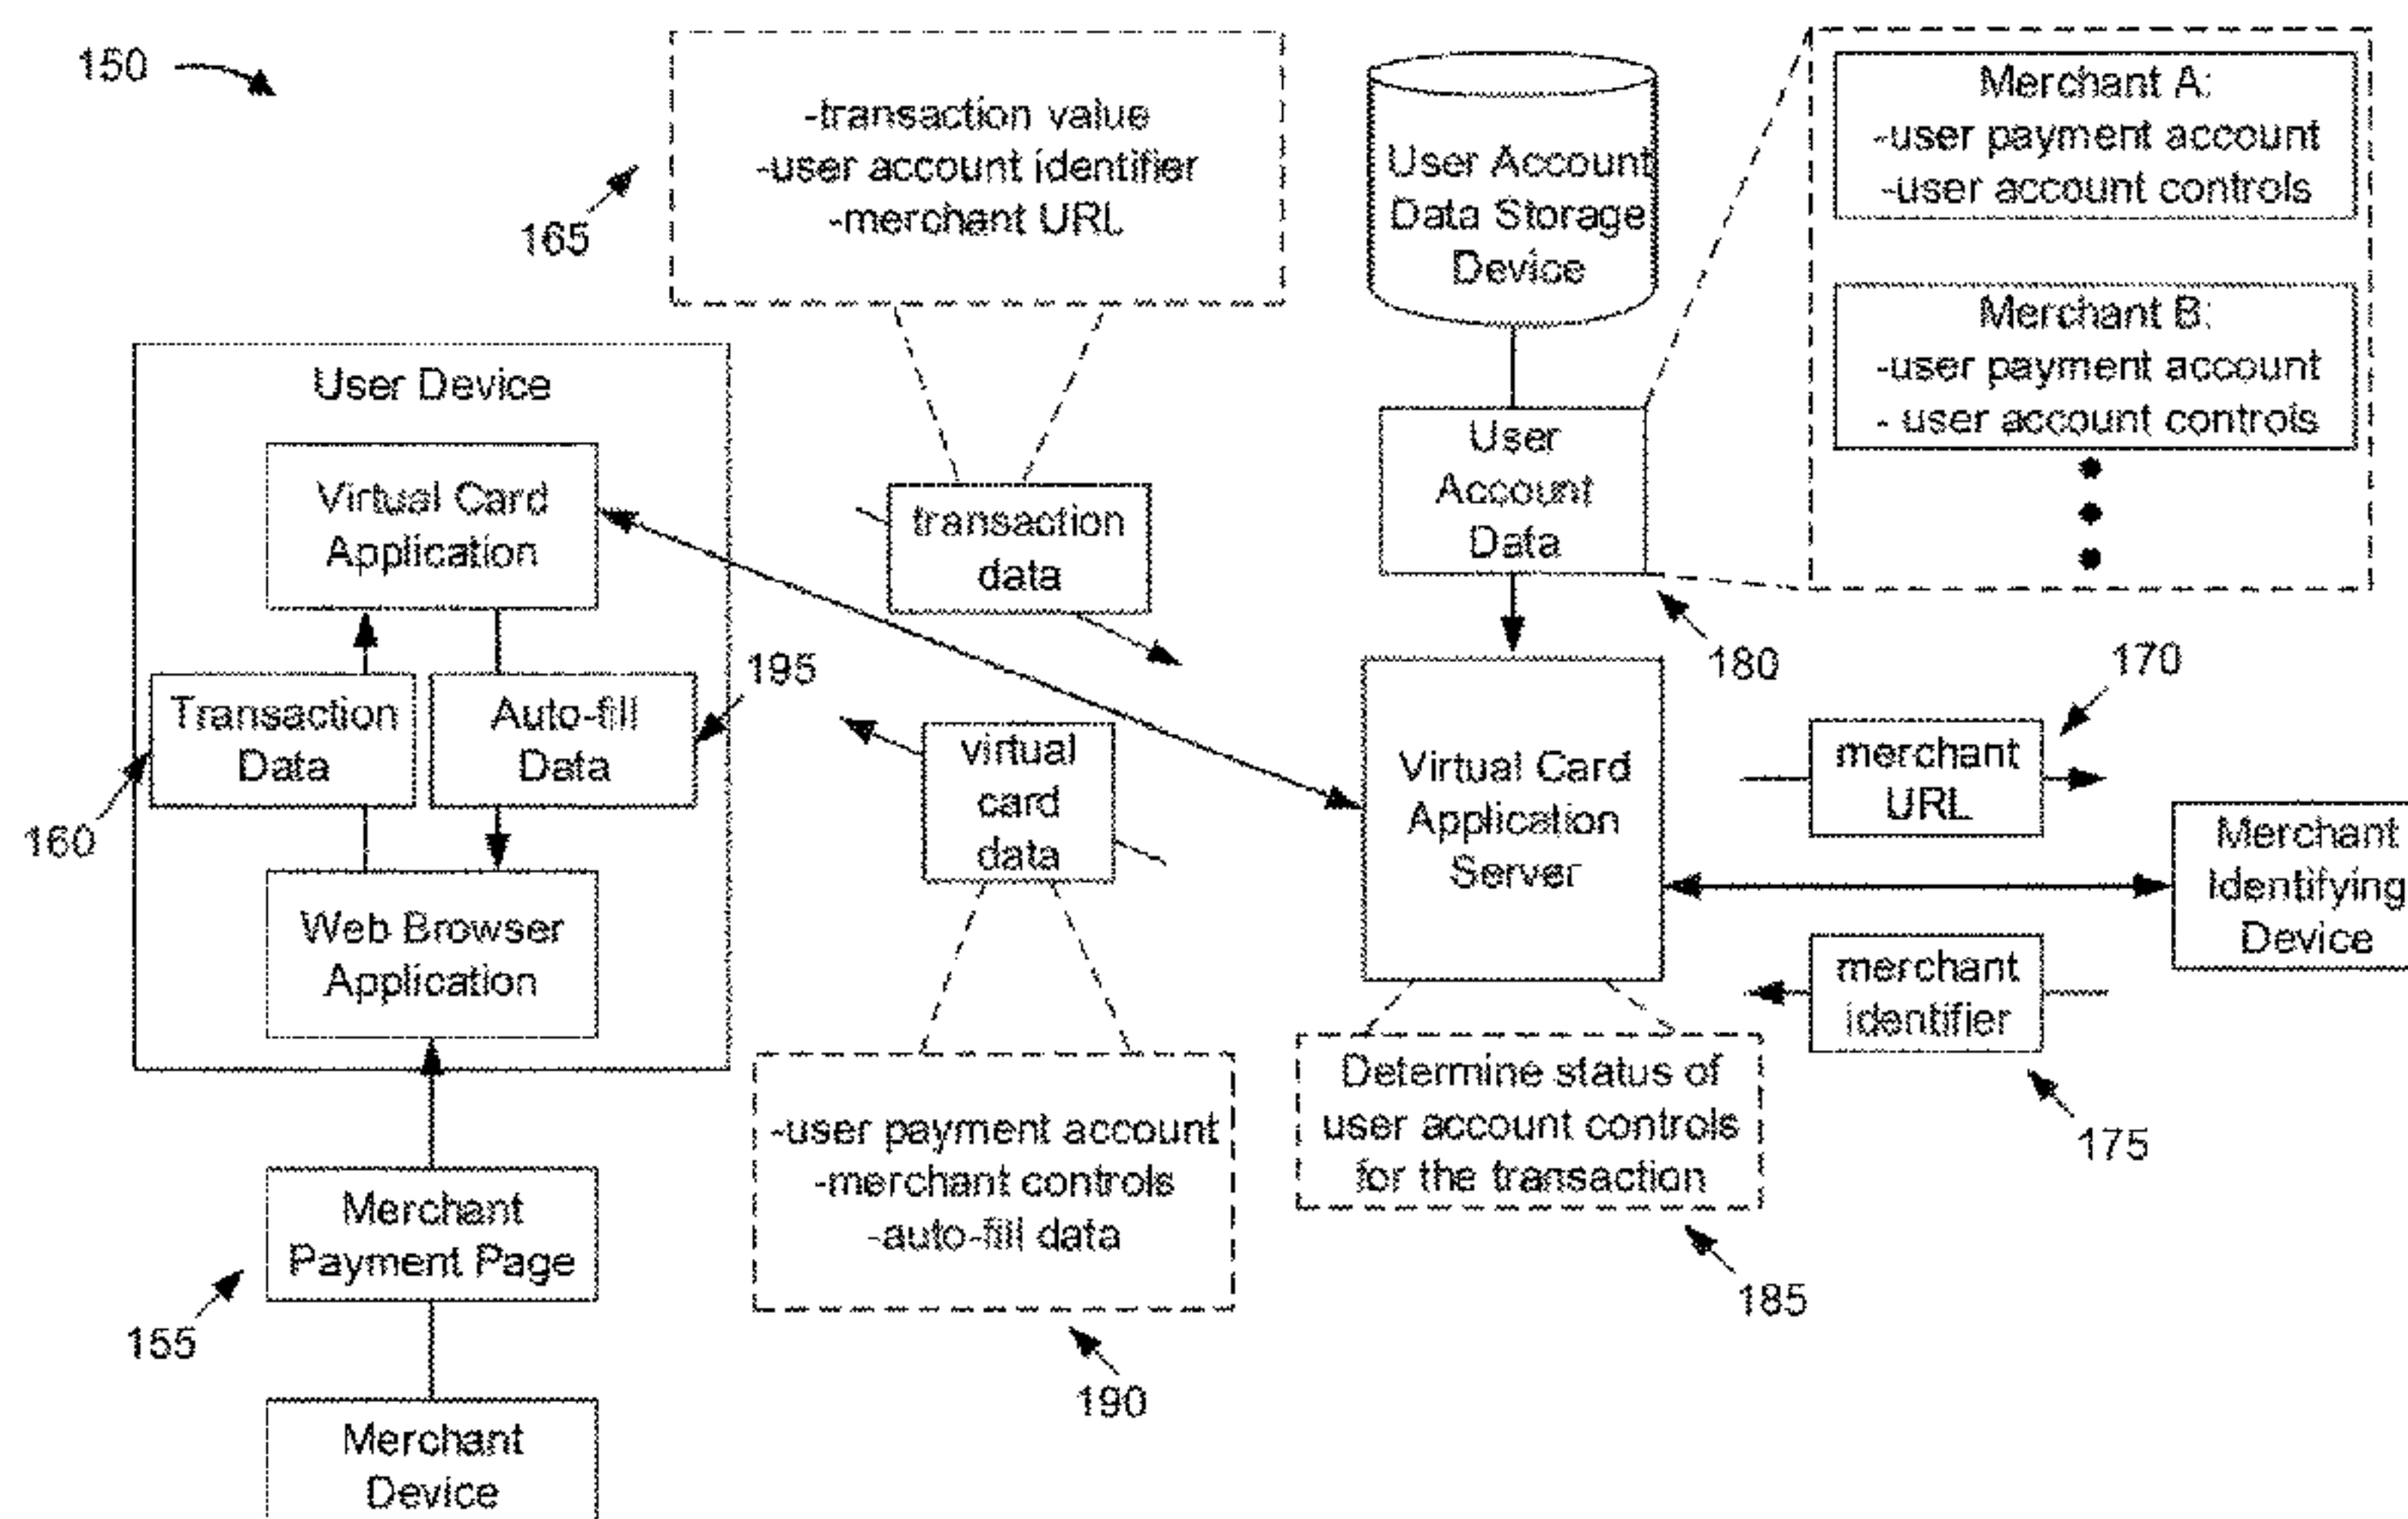 150
-transaction value
-user account identifier
-merchant URL
165
User Account
Data Storage
Device
Merchant A:
-user payment account
-user account controls
Merchant B:
-user payment account
- user account controls
User Device
Virtual Card
Application
transaction
data
User
Account
Data
180
170
195
Transaction
Data
Auto-fill
Data
160
virtual
card
data
Virtual Card
Application
Server
merchant
URL
Merchant
Identifying
Device
merchant
identifier
175
Web Browser
Application
Determine status of
user account controls
for the transaction
185
-user payment account
-merchant controls
-auto-fill data
190
Merchant
Payment Page
155
Merchant
Device